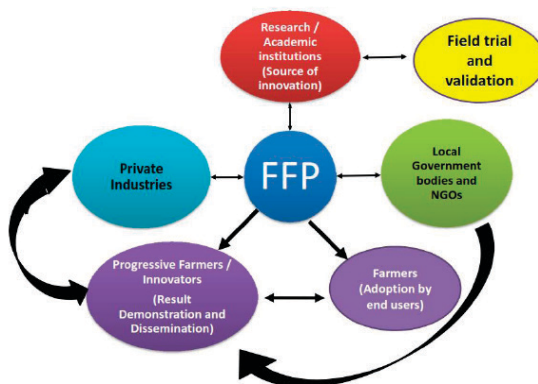 Research /
Academic
institutions
(Source of
innovation)
Field trial
and
validation
Private
Industries
FFP
Local
Government
bodies and
NGOs
Progressive Farmers /
Innovators
(Result
Demonstration and
Dissemination)
Farmers
(Adoption by
end users)